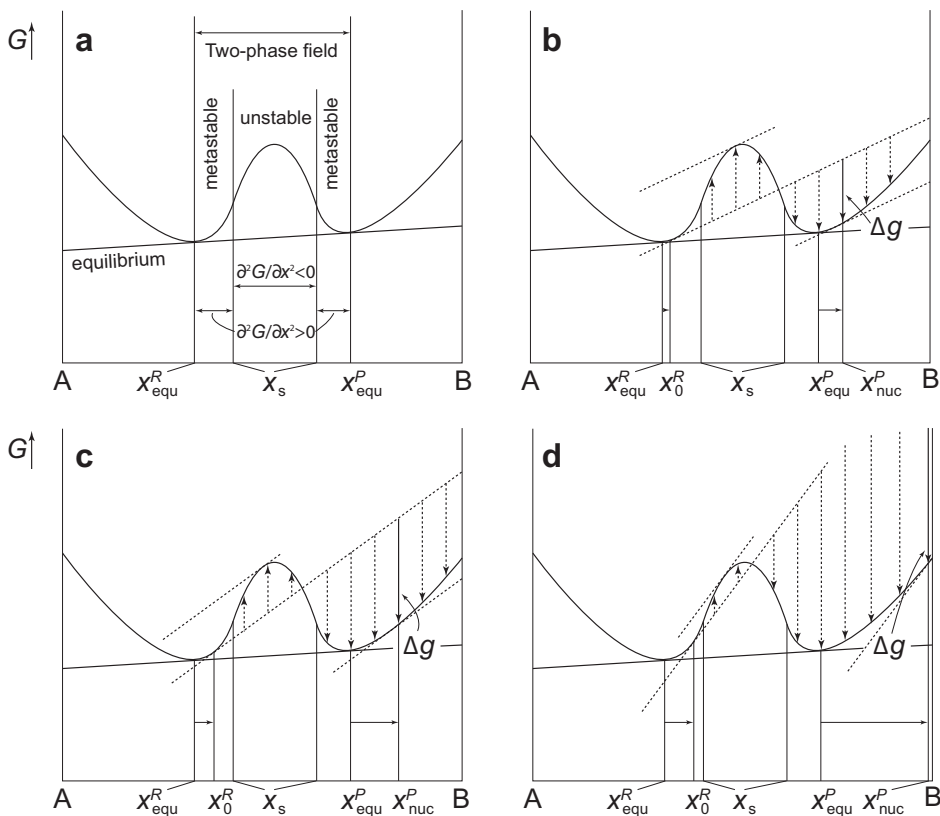 G
a
Two-phase field
metastable
unstable
metastable
equilibrium
∂²G/∂x²<0
∂²G/∂x²>0
A
x^R_equ
x_s
x^P_equ
B
b
Δg
x^R_equ
x^R_0
x_s
x^P_equ
x^P_nuc
B
G
c
Δg
A
x^R_equ
x^R_0
x_s
x^P_equ
x^P_nuc
B
d
Δg
A
x^R_equ
x^R_0
x_s
x^P_equ
x^P_nuc
B
A